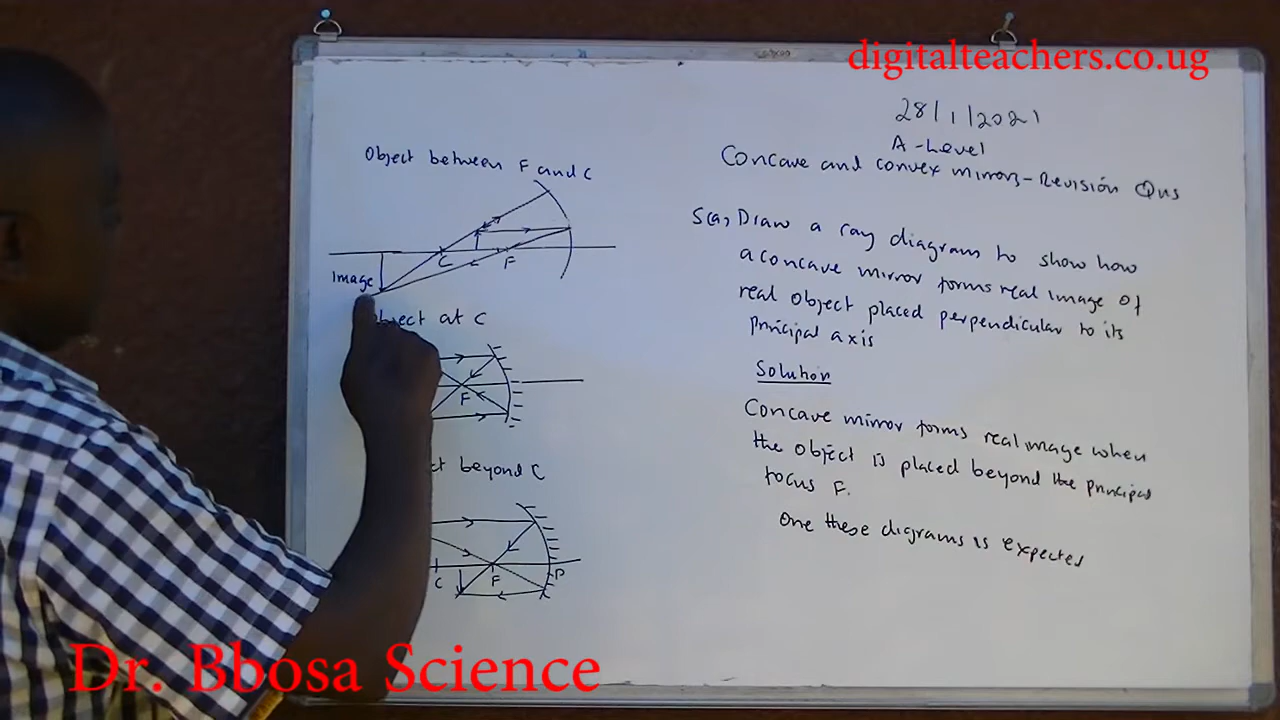 digitalteachers.co.ug
28/1/2021
A-Level
Concave and convex mirrors-Revision Qns
Object between F and C
C
F
Image
Object at C
F
beyond C
C
F
P
5(a) Draw a ray diagram to show how
a concave mirror forms real image of
real object placed perpendicular to its
principal axis
Solution
Concave mirror forms real image when
the object is placed beyond the principal
focus F.
One these digrams is expected
Dr. Bbosa Science